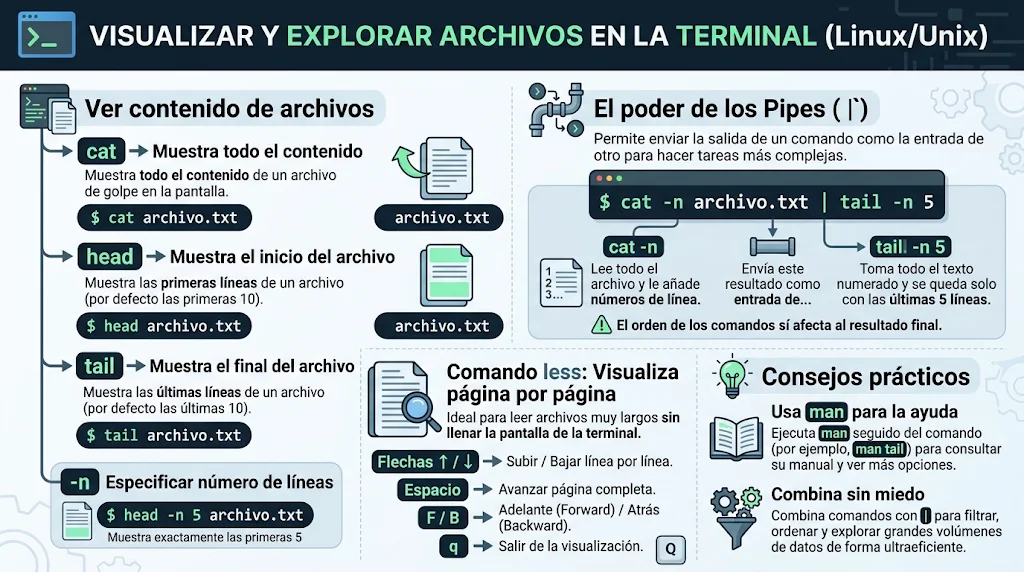 VISUALIZAR Y EXPLORAR ARCHIVOS EN LA TERMINAL (Linux/Unix)
Ver contenido de archivos
cat → Muestra todo el contenido
Muestra todo el contenido de un archivo
de golpe en la pantalla.
$ cat archivo.txt
archivo.txt
head → Muestra el inicio del archivo
Muestra las primeras líneas de un archivo
(por defecto las primeras 10).
$ head archivo.txt
archivo.txt
tail → Muestra el final del archivo
Muestra las últimas líneas de un archivo
(por defecto las últimas 10).
$ tail archivo.txt
-n Especificar número de líneas
$ head -n 5 archivo.txt
Muestra exactamente las primeras 5
El poder de los Pipes ( |`)
Permite enviar la salida de un comando como la entrada de
otro para hacer tareas más complejas.
$ cat -n archivo.txt | tail -n 5
cat -n
1
2
3...
Lee todo el
archivo y le añade
números de línea.
Envía este
resultado como
entrada de...
tail -n 5
Toma todo el texto
numerado y se queda solo
con las últimas 5 líneas.
El orden de los comandos sí afecta al resultado final.
Comando less: Visualiza
página por página
Ideal para leer archivos muy largos sin
llenar la pantalla de la terminal.
Flechas ↑ / ↓ → Subir / Bajar línea por línea.
Espacio → Avanzar página completa.
F / B → Adelante (Forward) / Atrás
(Backward).
q → Salir de la visualización.
Q
Consejos prácticos
Usa man para la ayuda
Ejecuta man seguido del comando
(por ejemplo, man tail) para consultar
su manual y ver más opciones.
Combina sin miedo
Combina comandos con | para filtrar,
ordenar y explorar grandes volúmenes
de datos de forma ultraeficiente.